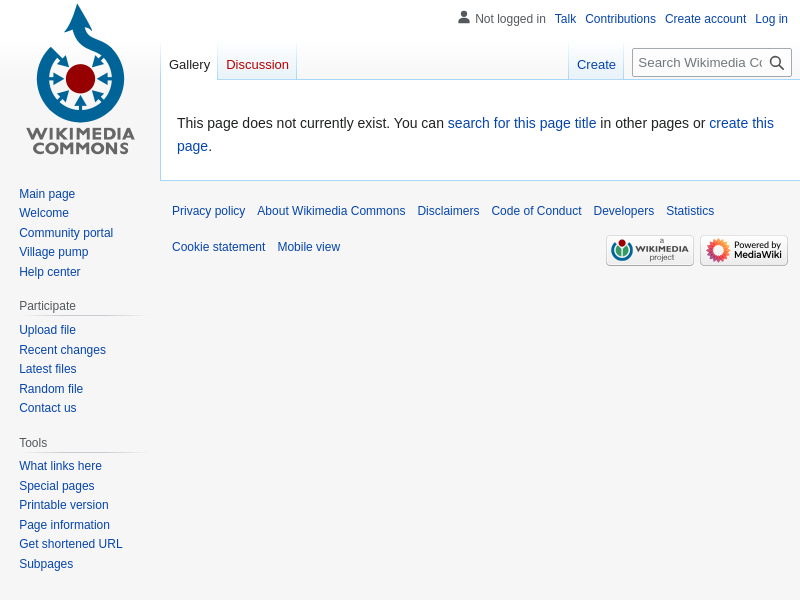 Not logged in Talk Contributions Create account Log in
Gallery Discussion Create Search Wikimedia Co
WIKIMEDIA
COMMONS
This page does not currently exist. You can search for this page title in other pages or create this
page.
Main page
Welcome
Community portal
Village pump
Help center
Participate
Upload file
Recent changes
Latest files
Random file
Contact us
Tools
What links here
Special pages
Printable version
Page information
Get shortened URL
Subpages
Privacy policy About Wikimedia Commons Disclaimers Code of Conduct Developers Statistics
Cookie statement Mobile view
a
WIKIMEDIA
project
Powered by
MediaWiki